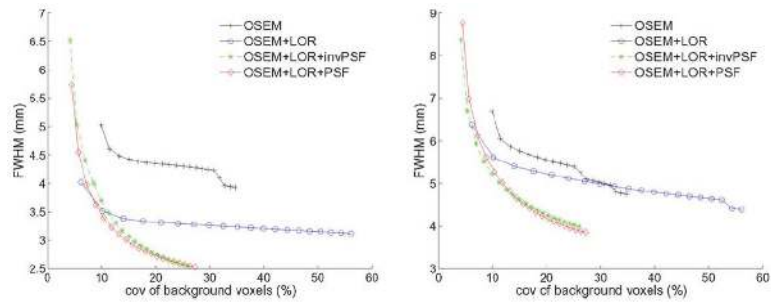 7
6.5
6
5.5
5
4.5
4
3.5
3
2.5
FWHM (mm)
OSEM
OSEM+LOR
OSEM+LOR+invPSF
OSEM+LOR+PSF
0 10 20 30 40 50 60
cov of background voxels (%)
9
8
7
6
5
4
3
FWHM (mm)
OSEM
OSEM+LOR
OSEM+LOR+invPSF
OSEM+LOR+PSF
0 10 20 30 40 50 60
cov of background voxels (%)